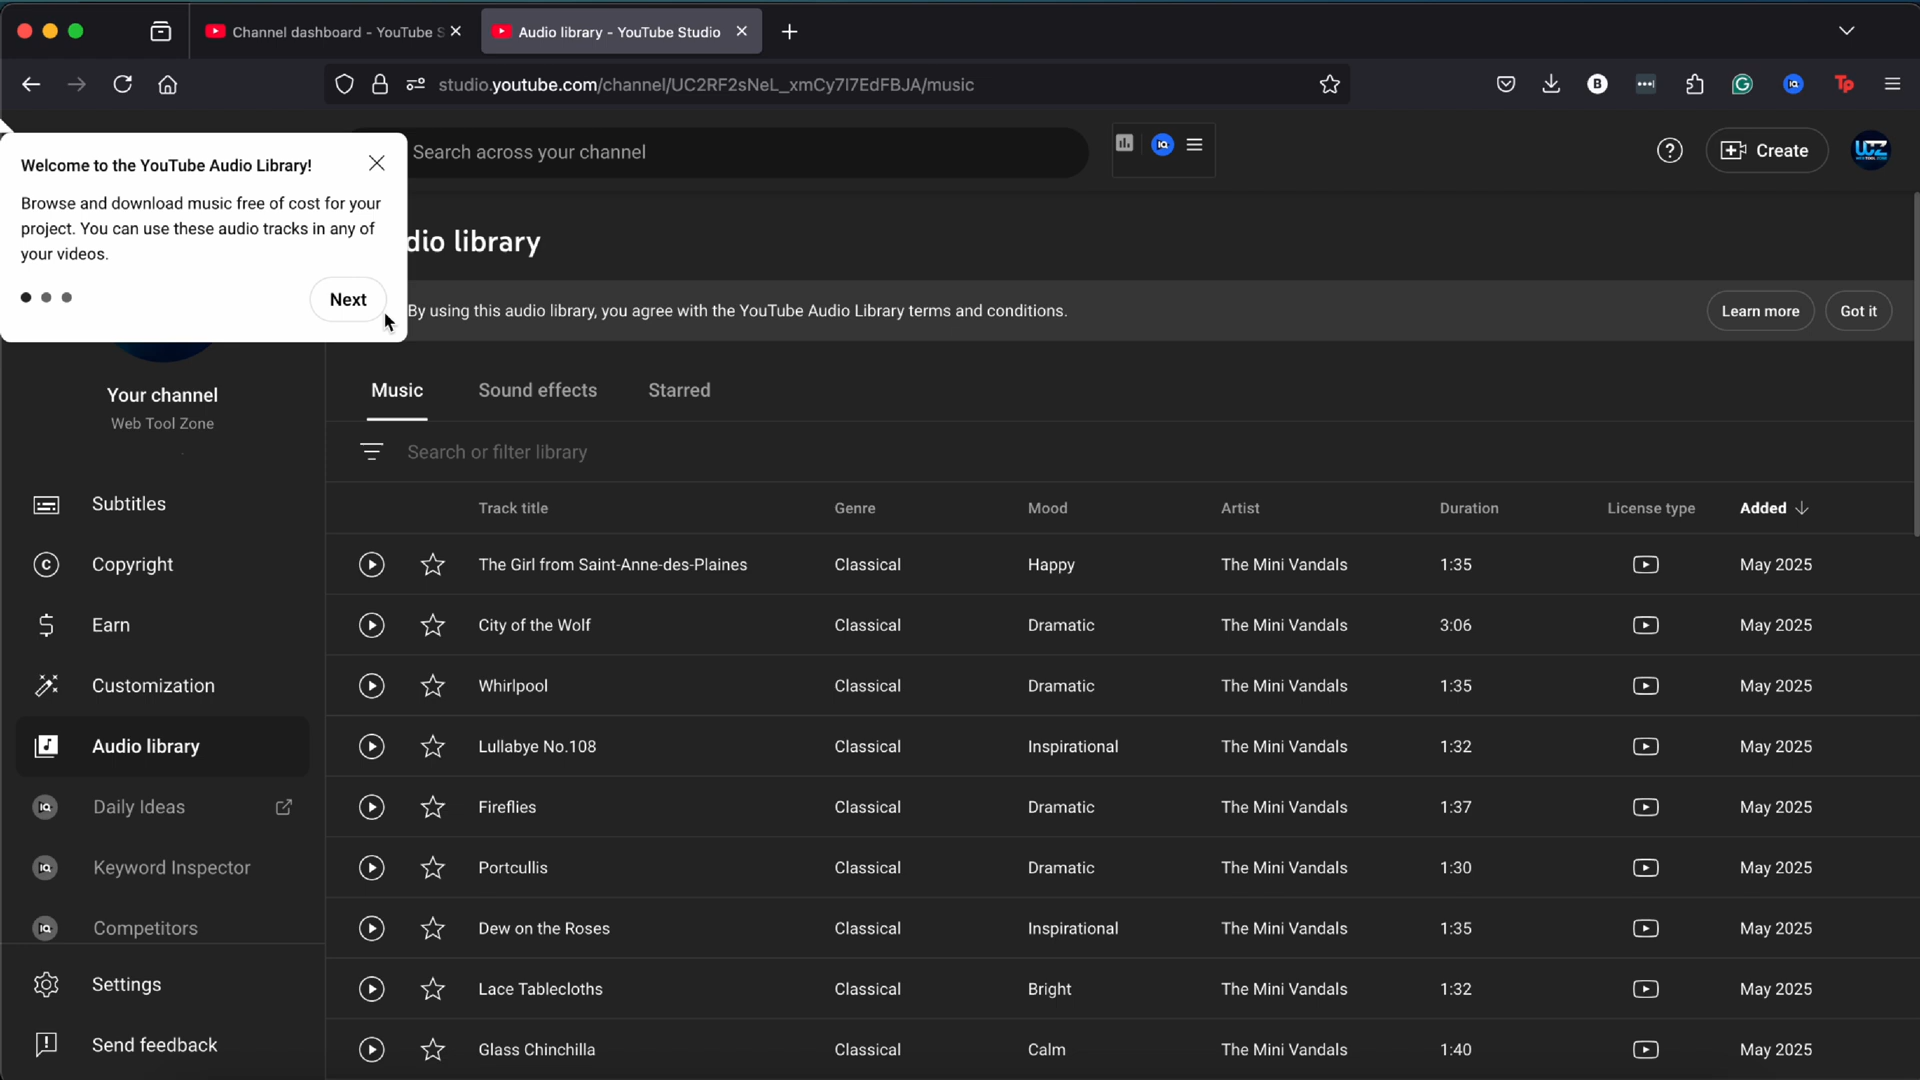 Channel dashboard - YouTube S
Audio library - YouTube Studio
studio.youtube.com/channel/UC2RF2sNeL_xmCy7I7EdFBJA/music
Welcome to the YouTube Audio Library!
Browse and download music free of cost for your
project. You can use these audio tracks in any of
your videos.
Next
Search across your channel
Create
dio library
By using this audio library, you agree with the YouTube Audio Library terms and conditions.
Learn more
Got it
Your channel
Web Tool Zone
Subtitles
Copyright
Earn
Customization
Audio library
Daily Ideas
Keyword Inspector
Competitors
Settings
Send feedback
Music Sound effects Starred
Search or filter library
Track title Genre Mood Artist Duration License type Added
The Girl from Saint-Anne-des-Plaines Classical Happy The Mini Vandals 1:35 May 2025
City of the Wolf Classical Dramatic The Mini Vandals 3:06 May 2025
Whirlpool Classical Dramatic The Mini Vandals 1:35 May 2025
Lullabye No.108 Classical Inspirational The Mini Vandals 1:32 May 2025
Fireflies Classical Dramatic The Mini Vandals 1:37 May 2025
Portcullis Classical Dramatic The Mini Vandals 1:30 May 2025
Dew on the Roses Classical Inspirational The Mini Vandals 1:35 May 2025
Lace Tablecloths Classical Bright The Mini Vandals 1:32 May 2025
Glass Chinchilla Classical Calm The Mini Vandals 1:40 May 2025